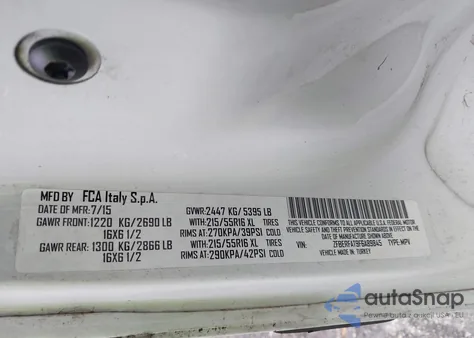 MFD BY FCA Italy S.p.A.
DATE OF MFR: 7/15 GVWR: 2447 KG/ 5395 LB
GAWR FRONT: 1220 KG/ 2690 LB WITH: 215/55R16 XL TIRES
16X6 1/2 RIMS AT: 270KPA/39PSI COLD
GAWR REAR: 1300 KG/ 2866 LB WITH: 215/55R16 XL TIRES
16X6 1/2 RIMS AT: 290KPA/42PSI COLD
THIS VEHICLE CONFORMS TO ALL APPLICABLE U.S.A. FEDERAL MOTOR
VEHICLE SAFETY AND THEFT PREVENTION STANDARDS IN EFFECT
ON THE DATE OF MANUFACTURE SHOWN ABOVE.
VIN: TYPE: MPV
VEHICLE MADE IN TURKEY
autaSnap